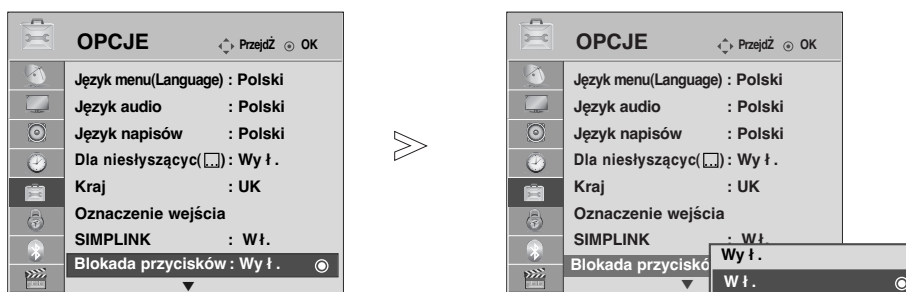 OPCJE PrzejdŹ OK
Język menu(Language) : Polski
Język audio : Polski
Język napisów : Polski
Dla niesłyszącyc( ) : Wy ł .
Kraj : UK
Oznaczenie wejścia
SIMPLINK : Wł.
Blokada przycisków : Wy ł .
OPCJE PrzejdŹ OK
Język menu(Language) : Polski
Język audio : Polski
Język napisów : Polski
Dla niesłyszącyc( ) : Wy ł .
Kraj : UK
Oznaczenie wejścia
SIMPLINK : Wł.
Blokada przyciskó
Wy ł .
W ł .